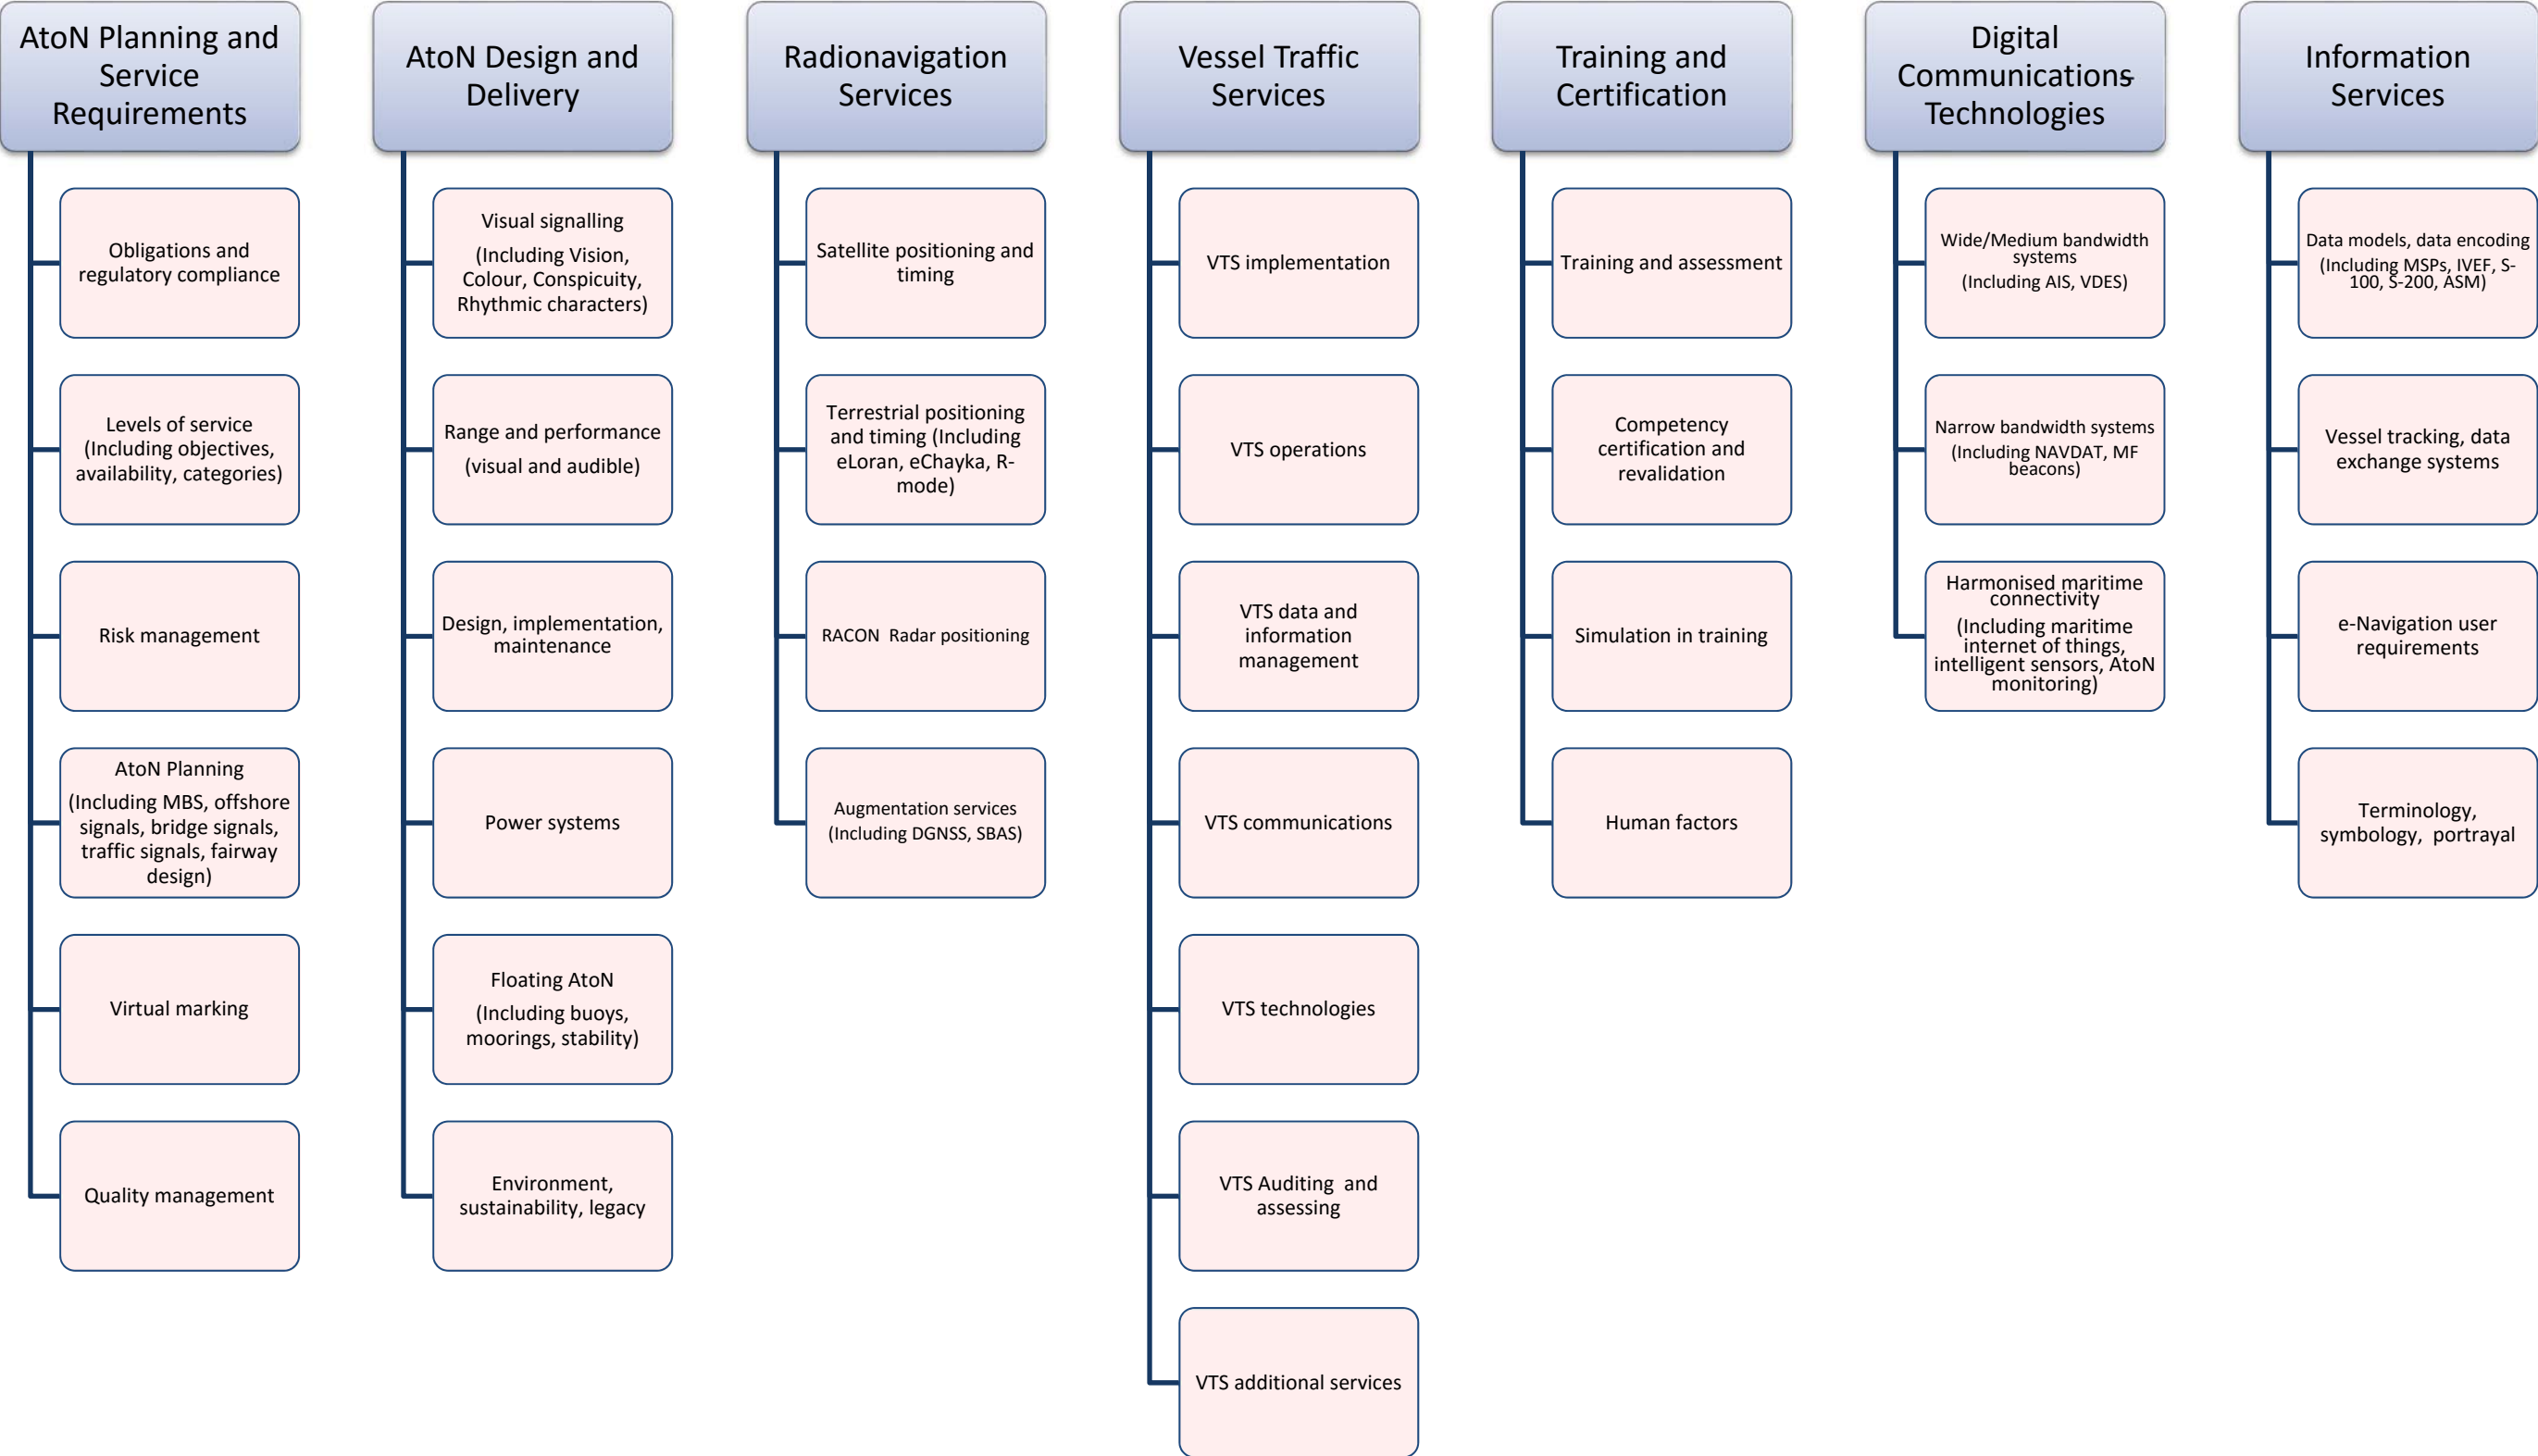 AtoN Planning and
Service
Requirements
Obligations and
regulatory compliance
Levels of service
(Including objectives,
availability, categories)
Risk management
AtoN Planning
(Including MBS, offshore
signals, bridge signals,
traffic signals, fairway
design)
Virtual marking
Quality management
AtoN Design and
Delivery
Visual signalling
(Including Vision,
Colour, Conspicuity,
Rhythmic characters)
Range and performance
(visual and audible)
Design, implementation,
maintenance
Power systems
Floating AtoN
(Including buoys,
moorings, stability)
Environment,
sustainability, legacy
Radionavigation
Services
Satellite positioning and
timing
Terrestrial positioning
and timing (Including
eLoran, eChayka, R-
mode)
RACON  Radar positioning
Augmentation services
(Including DGNSS, SBAS)
Vessel Traffic
Services
VTS implementation
VTS operations
VTS data and
information
management
VTS communications
VTS technologies
VTS Auditing  and
assessing
VTS additional services
Training and
Certification
Training and assessment
Competency
certification and
revalidation
Simulation in training
Human factors
Digital
Communications
Technologies
Wide/Medium bandwidth
systems
(Including AIS, VDES)
Narrow bandwidth systems
(Including NAVDAT, MF
beacons)
Harmonised maritime
connectivity
(Including maritime
internet of things,
intelligent sensors, AtoN
monitoring)
Information
Services
Data models, data encoding
(Including MSPs, IVEF, S-
100, S-200, ASM)
Vessel tracking, data
exchange systems
e-Navigation user
requirements
Terminology,
symbology,  portrayal